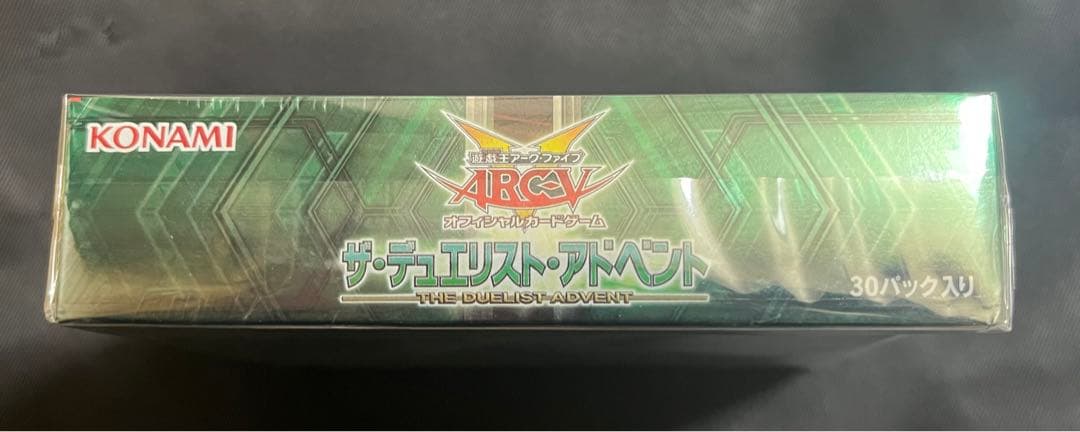 KONAMI
遊戯王アーク・ファイブ
ARC-V
オフィシャルカードゲーム
ザ・デュエリスト・アドベント
THE DUELIST ADVENT
30パック入り